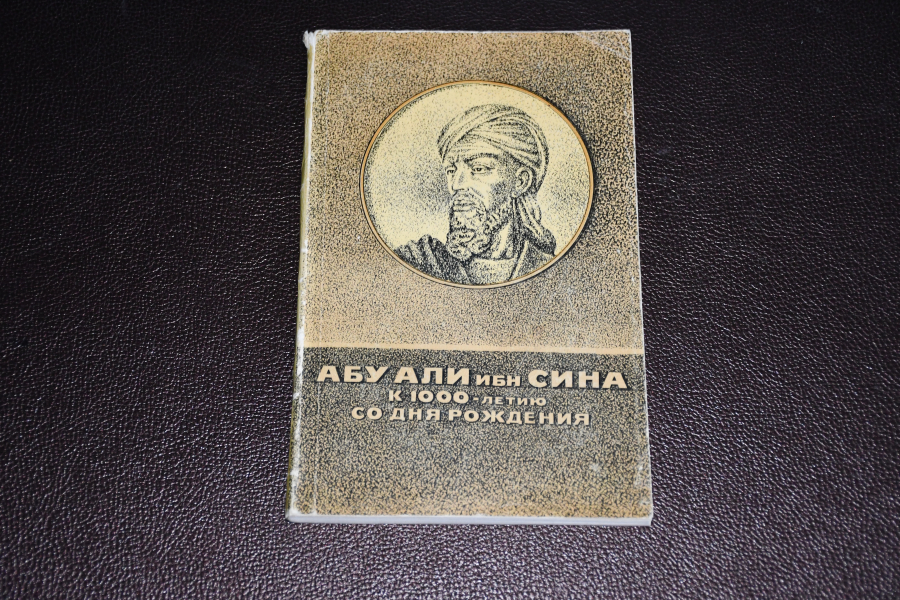 АБУ АЛИ ИБН СИНА
К 1000-ЛЕТИЮ
СО ДНЯ РОЖДЕНИЯ